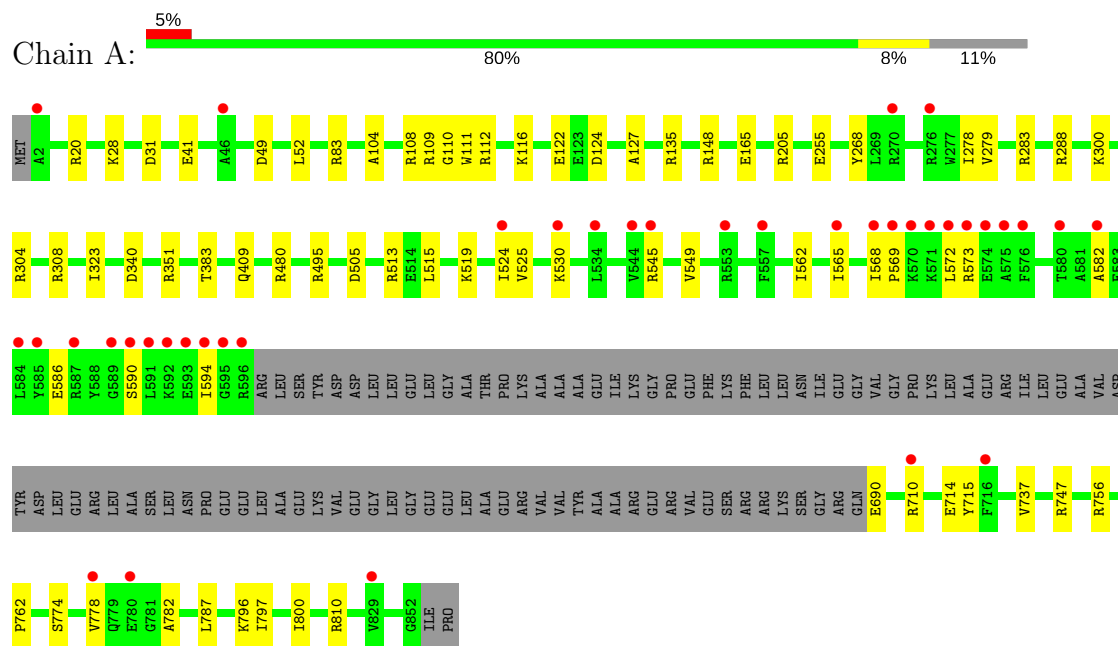 5%
Chain A:
80% 8% 11%
MET A2 R20 K28 D31 E41 A46 D49 L52 R83 A104 R108 R109 G110 W111 R112 K116 E122 E123 D124 A127 R135 R148 E165 R205 E255 Y268 L269 R270 R276 W277 I278 V279 R283 R288 K300
R304 R308 I323 D340 R351 T383 Q409 R480 R495 D505 R513 E514 L515 K519 I524 V525 K530 L534 V544 R545 V549 R553 F557 I562 I565 I568 P569 K570 K571 L572 R573 E574 A575 F576 T580 A581 A582
L584 Y585 E586 R587 Y588 G589 S590 L591 K592 E593 I594 G595 R596 ARG LEU SER TYR ASP ASP LEU LEU GLU LEU GLY ALA THR PRO LYS ALA ALA ALA GLU ILE LYS GLY PRO GLU PHE LYS PHE LEU LEU ASN ILE GLU GLY VAL GLY PRO LYS LEU ALA GLU ARG ILE LEU GLU ALA VAL
TYR ASP LEU GLU ARG LEU ALA SER LEU ASN PRO GLU GLU LEU ALA GLU LYS VAL GLU GLY LEU GLY GLU GLU LEU ALA GLU ARG VAL VAL TYR ALA ALA ARG GLU ARG VAL GLU SER ARG ARG LYS SER GLY ARG GLN E690 R710 E714 Y715 F716 V737 R747 R756
P762 S774 V778 Q779 E780 G781 A782 L787 K796 I797 I800 R810 V829 G852 ILE PRO